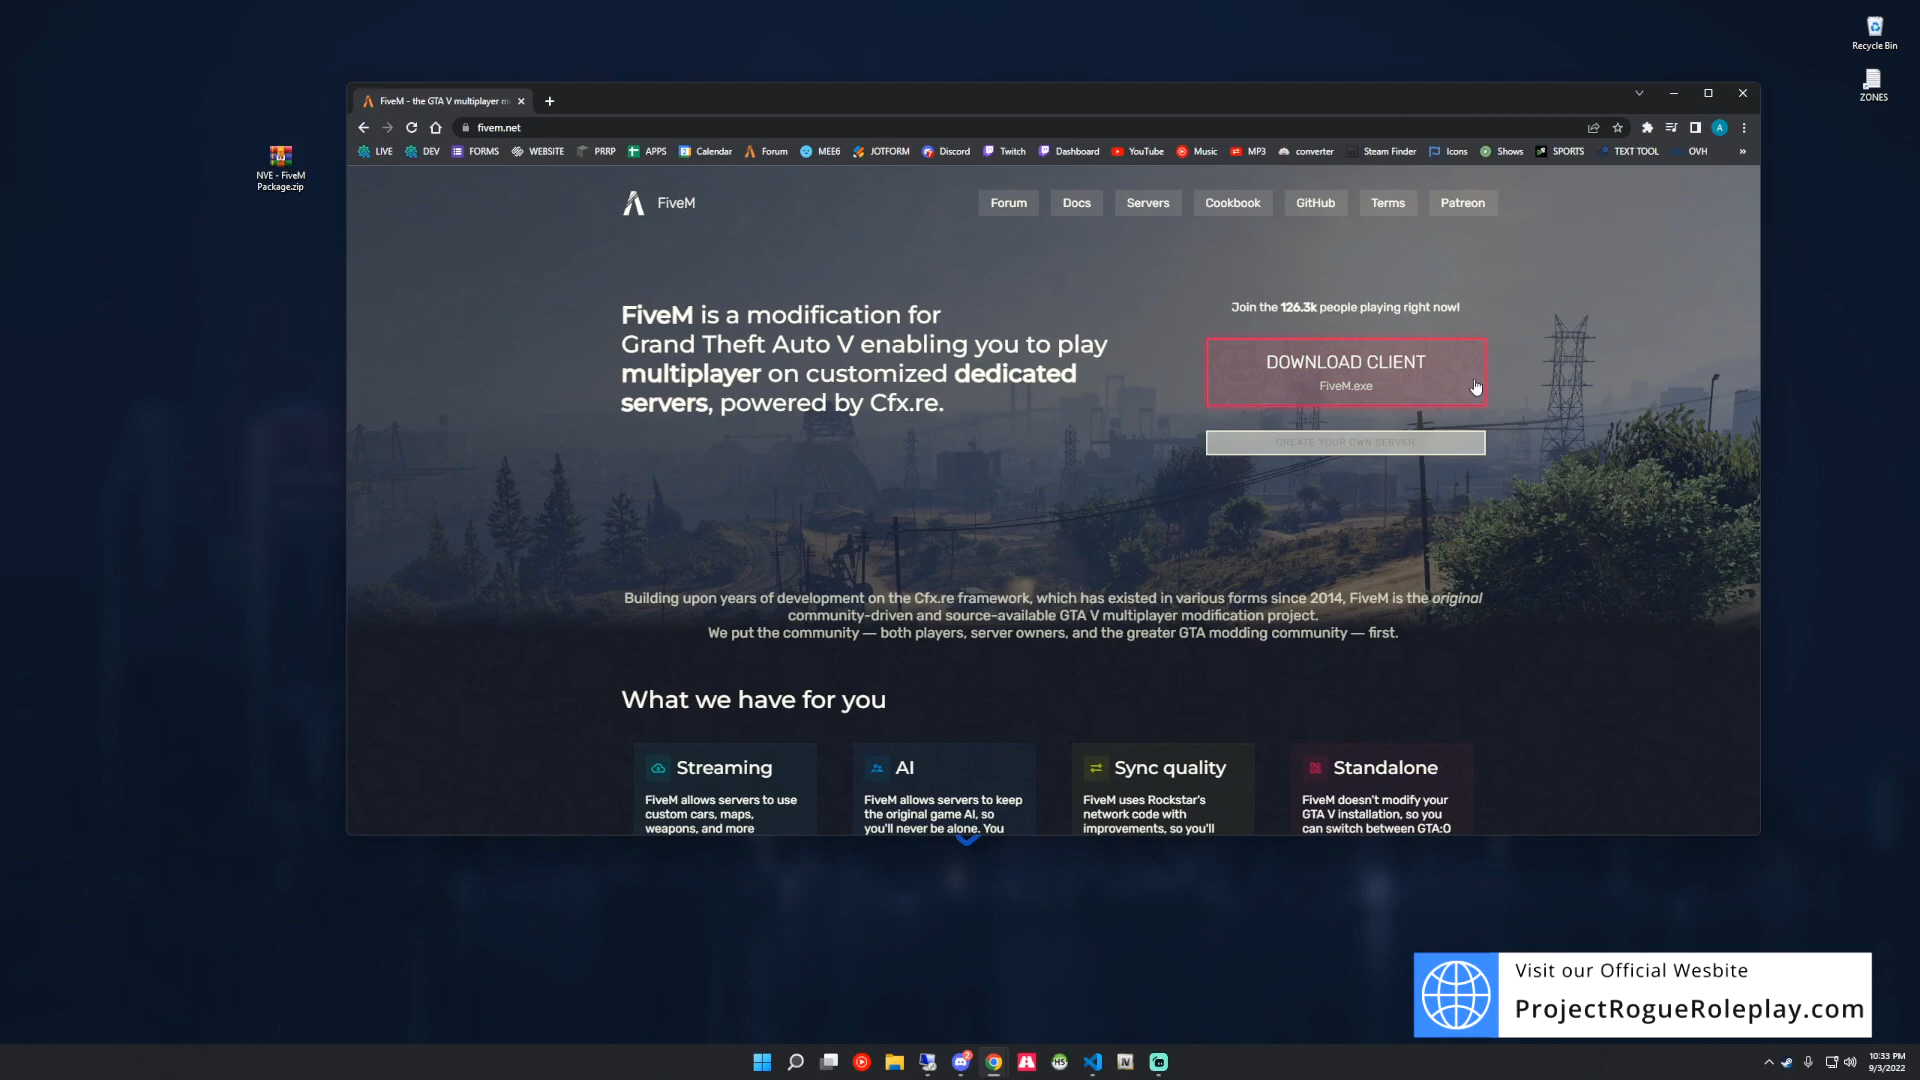 Recycle Bin
ZONES
NVE - FiveM
Package.zip
FiveM - the GTA V multiplayer m
fivem.net
A
LIVE
DEV
FORMS
WEBSITE
PRRP
APPS
Calendar
Forum
MEE6
JOTFORM
Discord
Twitch
Dashboard
YouTube
Music
MP3
converter
Steam Finder
Icons
Shows
SPORTS
TEXT TOOL
OVH
»
FiveM
Forum
Docs
Servers
Cookbook
GitHub
Terms
Patreon
FiveM is a modification for
Grand Theft Auto V enabling you to play
multiplayer on customized dedicated
servers, powered by Cfx.re.
Join the 126.3k people playing right now!
DOWNLOAD CLIENT
FiveM.exe
CREATE YOUR OWN SERVER
Building upon years of development on the Cfx.re framework, which has existed in various forms since 2014, FiveM is the original
community-driven and source-available GTA V multiplayer modification project.
We put the community — both players, server owners, and the greater GTA modding community — first.
What we have for you
Streaming
FiveM allows servers to use
custom cars, maps,
weapons, and more
AI
FiveM allows servers to keep
the original game AI, so
you'll never be alone. You
Sync quality
FiveM uses Rockstar's
network code with
improvements, so you'll
Standalone
FiveM doesn't modify your
GTA V installation, so you
can switch between GTA:O
Visit our Official Wesbite
ProjectRogueRoleplay.com
2
HS
10:33 PM
9/3/2022